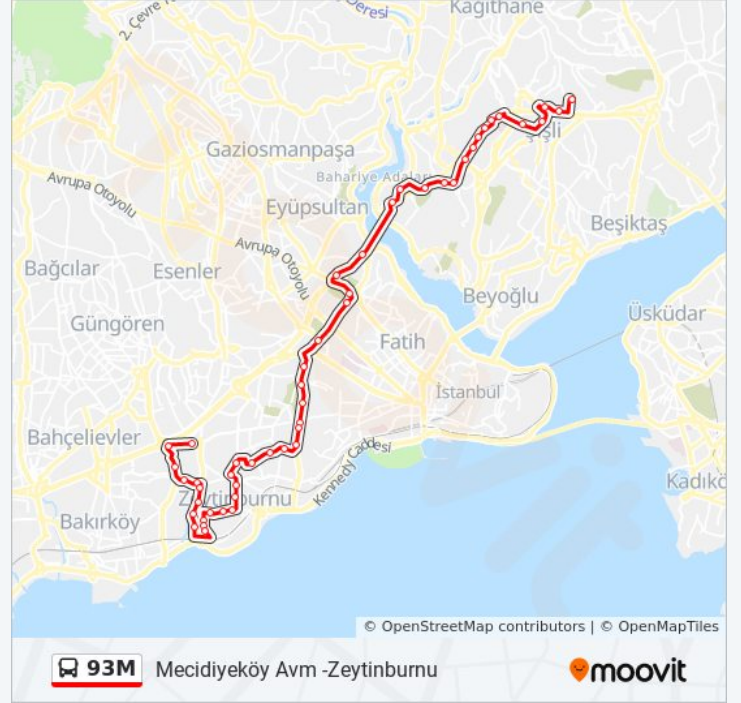 Kağıthane
2. Çevre
Deresi
Şişli
Gaziosmanpaşa
Bahariye Adaları
Avrupa Otoyolu
Eyüpsultan
Beşiktaş
Avrupa Otoyolu
Bağcılar
Esenler
Beyoğlu
Üsküdar
Güngören
Fatih
İstanbul
Bahçelievler
Kennedy Caddesi
Kadıkö
Zeytinburnu
Bakırköy
© OpenStreetMap contributors | © OpenMapTiles
93M Mecidiyeköy Avm -Zeytinburnu moovit